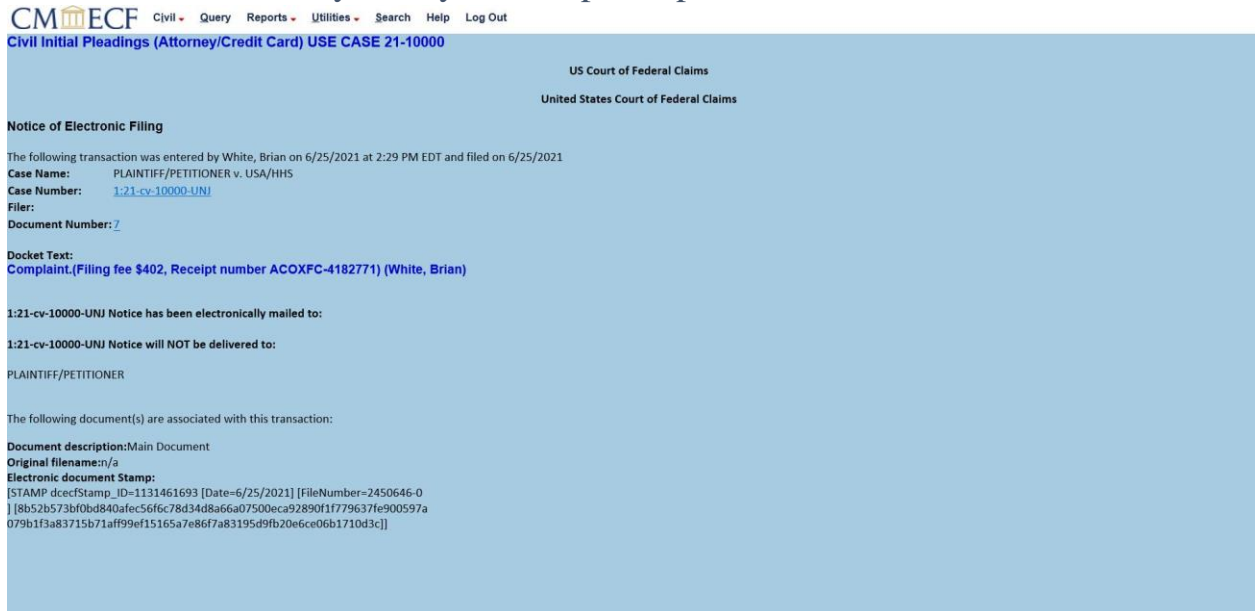 CM ECF Civil Query Reports Utilities Search Help Log Out
Civil Initial Pleadings (Attorney/Credit Card) USE CASE 21-10000
US Court of Federal Claims
United States Court of Federal Claims
Notice of Electronic Filing
The following transaction was entered by White, Brian on 6/25/2021 at 2:29 PM EDT and filed on 6/25/2021
Case Name: PLAINTIFF/PETITIONER v. USA/HHS
Case Number: 1:21-cv-10000-UNJ
Filer:
Document Number: 7
Docket Text:
Complaint.(Filing fee $402, Receipt number ACOXFC-4182771) (White, Brian)
1:21-cv-10000-UNJ Notice has been electronically mailed to:
1:21-cv-10000-UNJ Notice will NOT be delivered to:
PLAINTIFF/PETITIONER
The following document(s) are associated with this transaction:
Document description:Main Document
Original filename:n/a
Electronic document Stamp:
[STAMP dcecfStamp_ID=1131461693 [Date=6/25/2021] [FileNumber=2450646-0
] [8b52b573bf0bd840afec56f6c78d34d8a66a07500eca92890f1f779637fe900597a
079b1f3a83715b71aff99ef15165a7e86f7a83195d9fb20e6ce06b1710d3c]]